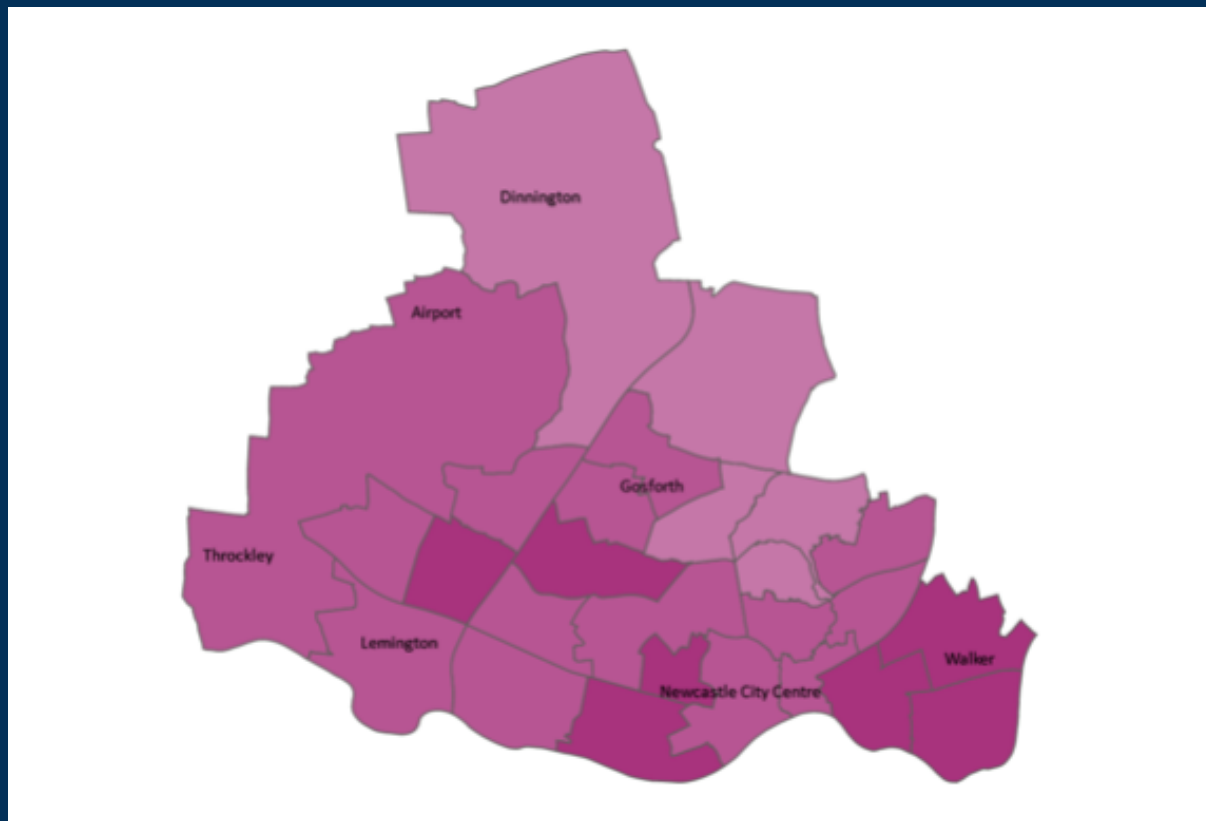 Dinnington
Airport
Gosforth
Throckley
Lemington
Walker
Newcastle City Centre